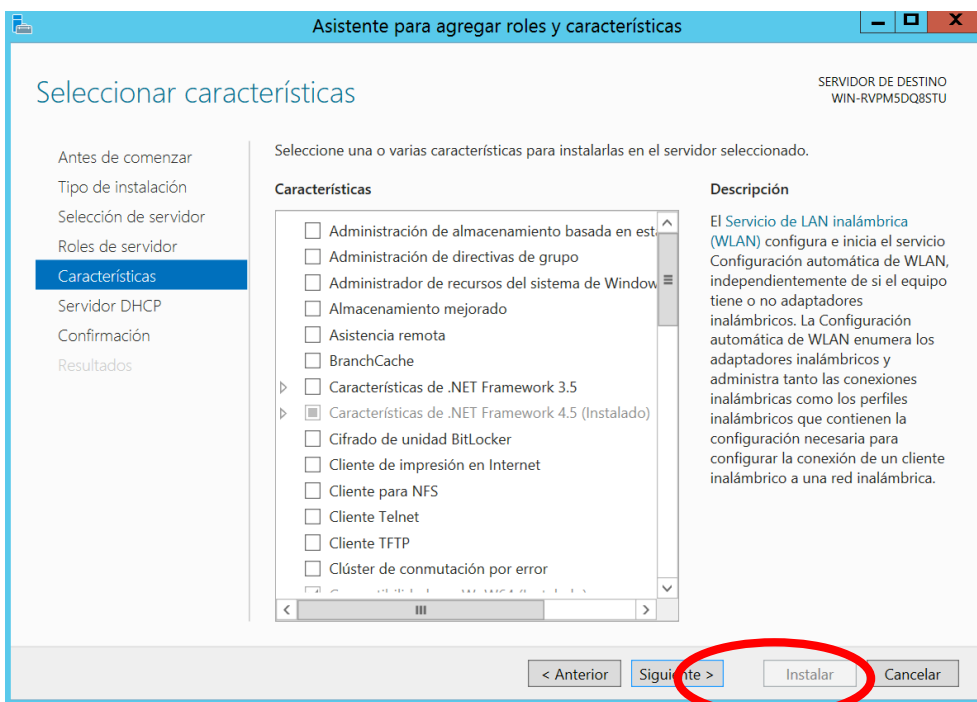 Asistente para agregar roles y características
Seleccionar características
SERVIDOR DE DESTINO
WIN-RVPM5DQ8STU
Antes de comenzar
Tipo de instalación
Selección de servidor
Roles de servidor
Características
Servidor DHCP
Confirmación
Resultados
Seleccione una o varias características para instalarlas en el servidor seleccionado.
Características
Administración de almacenamiento basada en est
Administración de directivas de grupo
Administrador de recursos del sistema de Window
Almacenamiento mejorado
Asistencia remota
BranchCache
Características de .NET Framework 3.5
Características de .NET Framework 4.5 (Instalado)
Cifrado de unidad BitLocker
Cliente de impresión en Internet
Cliente para NFS
Cliente Telnet
Cliente TFTP
Clúster de conmutación por error
Descripción
El Servicio de LAN inalámbrica
(WLAN) configura e inicia el servicio
Configuración automática de WLAN,
independientemente de si el equipo
tiene o no adaptadores
inalámbricos. La Configuración
automática de WLAN enumera los
adaptadores inalámbricos y
administra tanto las conexiones
inalámbricas como los perfiles
inalámbricos que contienen la
configuración necesaria para
configurar la conexión de un cliente
inalámbrico a una red inalámbrica.
< Anterior
Siguiente >
Instalar
Cancelar